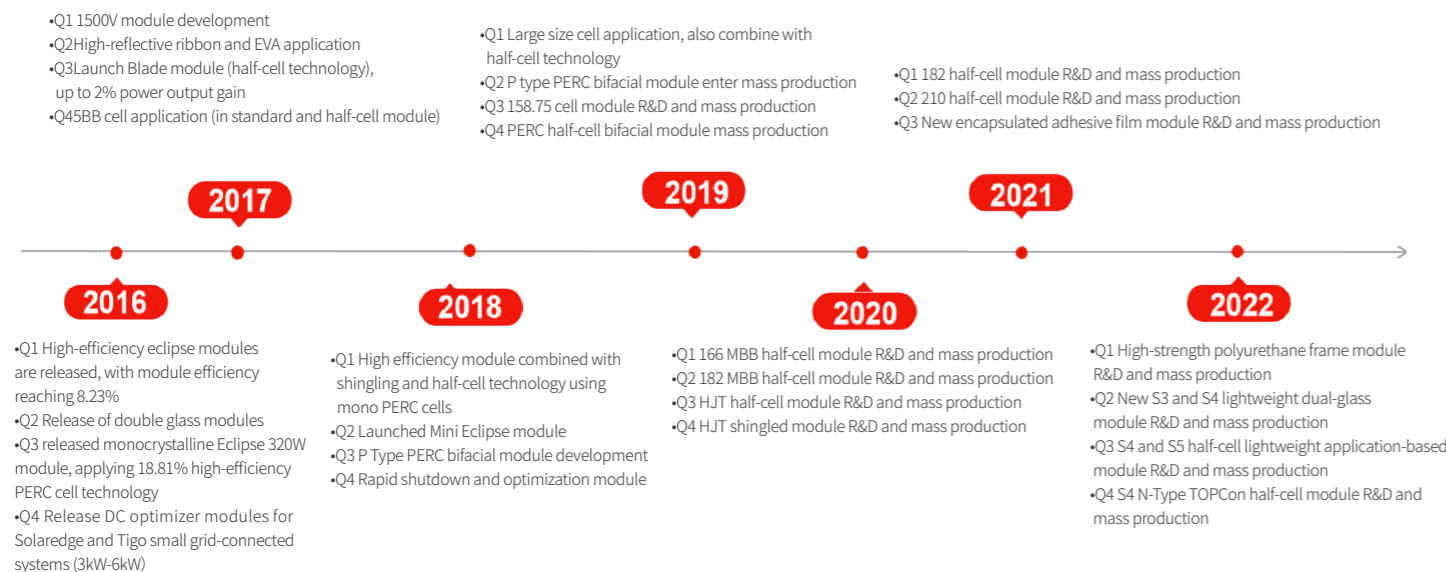 •Q1 1500V module development
•Q2High-reflective ribbon and EVA application
•Q3Launch Blade module (half-cell technology),
up to 2% power output gain
•Q45BB cell application (in standard and half-cell module)
•Q1 Large size cell application, also combine with
half-cell technology
•Q2 P type PERC bifacial module enter mass production
•Q3 158.75 cell module R&D and mass production
•Q4 PERC half-cell bifacial module mass production
•Q1 182 half-cell module R&D and mass production
•Q2 210 half-cell module R&D and mass production
•Q3 New encapsulated adhesive film module R&D and mass production
2017
2019
2021
2016
2018
2020
2022
•Q1 High-efficiency eclipse modules
are released, with module efficiency
reaching 8.23%
•Q2 Release of double glass modules
•Q3 released monocrystalline Eclipse 320W
module, applying 18.81% high-efficiency
PERC cell technology
•Q4 Release DC optimizer modules for
Solaredge and Tigo small grid-connected
systems (3kW-6kW)
•Q1 High efficiency module combined with
shingling and half-cell technology using
mono PERC cells
•Q2 Launched Mini Eclipse module
•Q3 P Type PERC bifacial module development
•Q4 Rapid shutdown and optimization module
•Q1 166 MBB half-cell module R&D and mass production
•Q2 182 MBB half-cell module R&D and mass production
•Q3 HJT half-cell module R&D and mass production
•Q4 HJT shingled module R&D and mass production
•Q1 High-strength polyurethane frame module
R&D and mass production
•Q2 New S3 and S4 lightweight dual-glass
module R&D and mass production
•Q3 S4 and S5 half-cell lightweight application-based
module R&D and mass production
•Q4 S4 N-Type TOPCon half-cell module R&D and
mass production